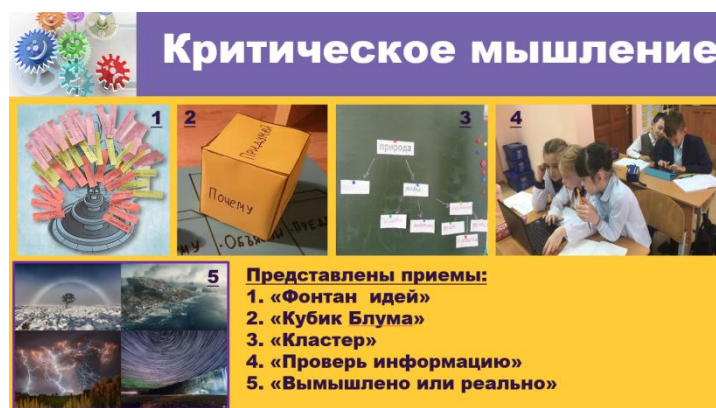 Критическое мышление
1
2
3
4
ПРИДУМАЙ
Почему
природа
5
Представлены приемы:
1. «Фонтан идей»
2. «Кубик Блума»
3. «Кластер»
4. «Проверь информацию»
5. «Вымышлено или реально»